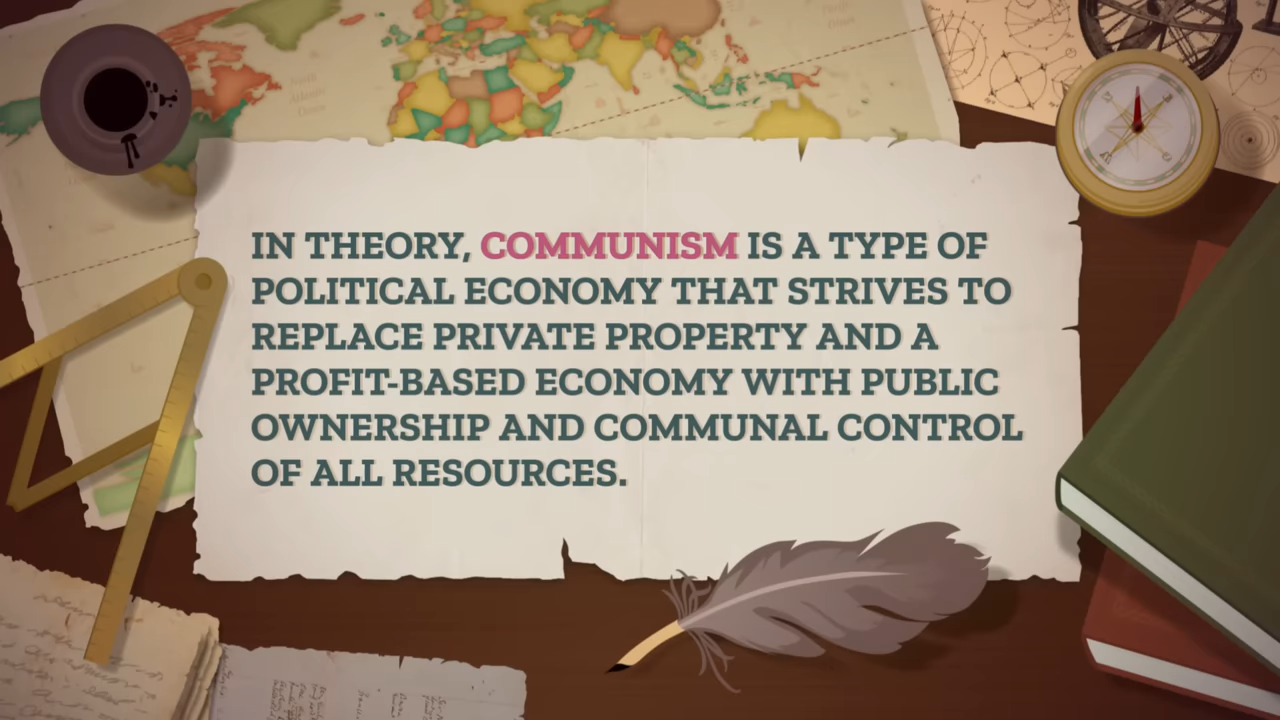 IN THEORY, COMMUNISM IS A TYPE OF
POLITICAL ECONOMY THAT STRIVES TO
REPLACE PRIVATE PROPERTY AND A
PROFIT-BASED ECONOMY WITH PUBLIC
OWNERSHIP AND COMMUNAL CONTROL
OF ALL RESOURCES.